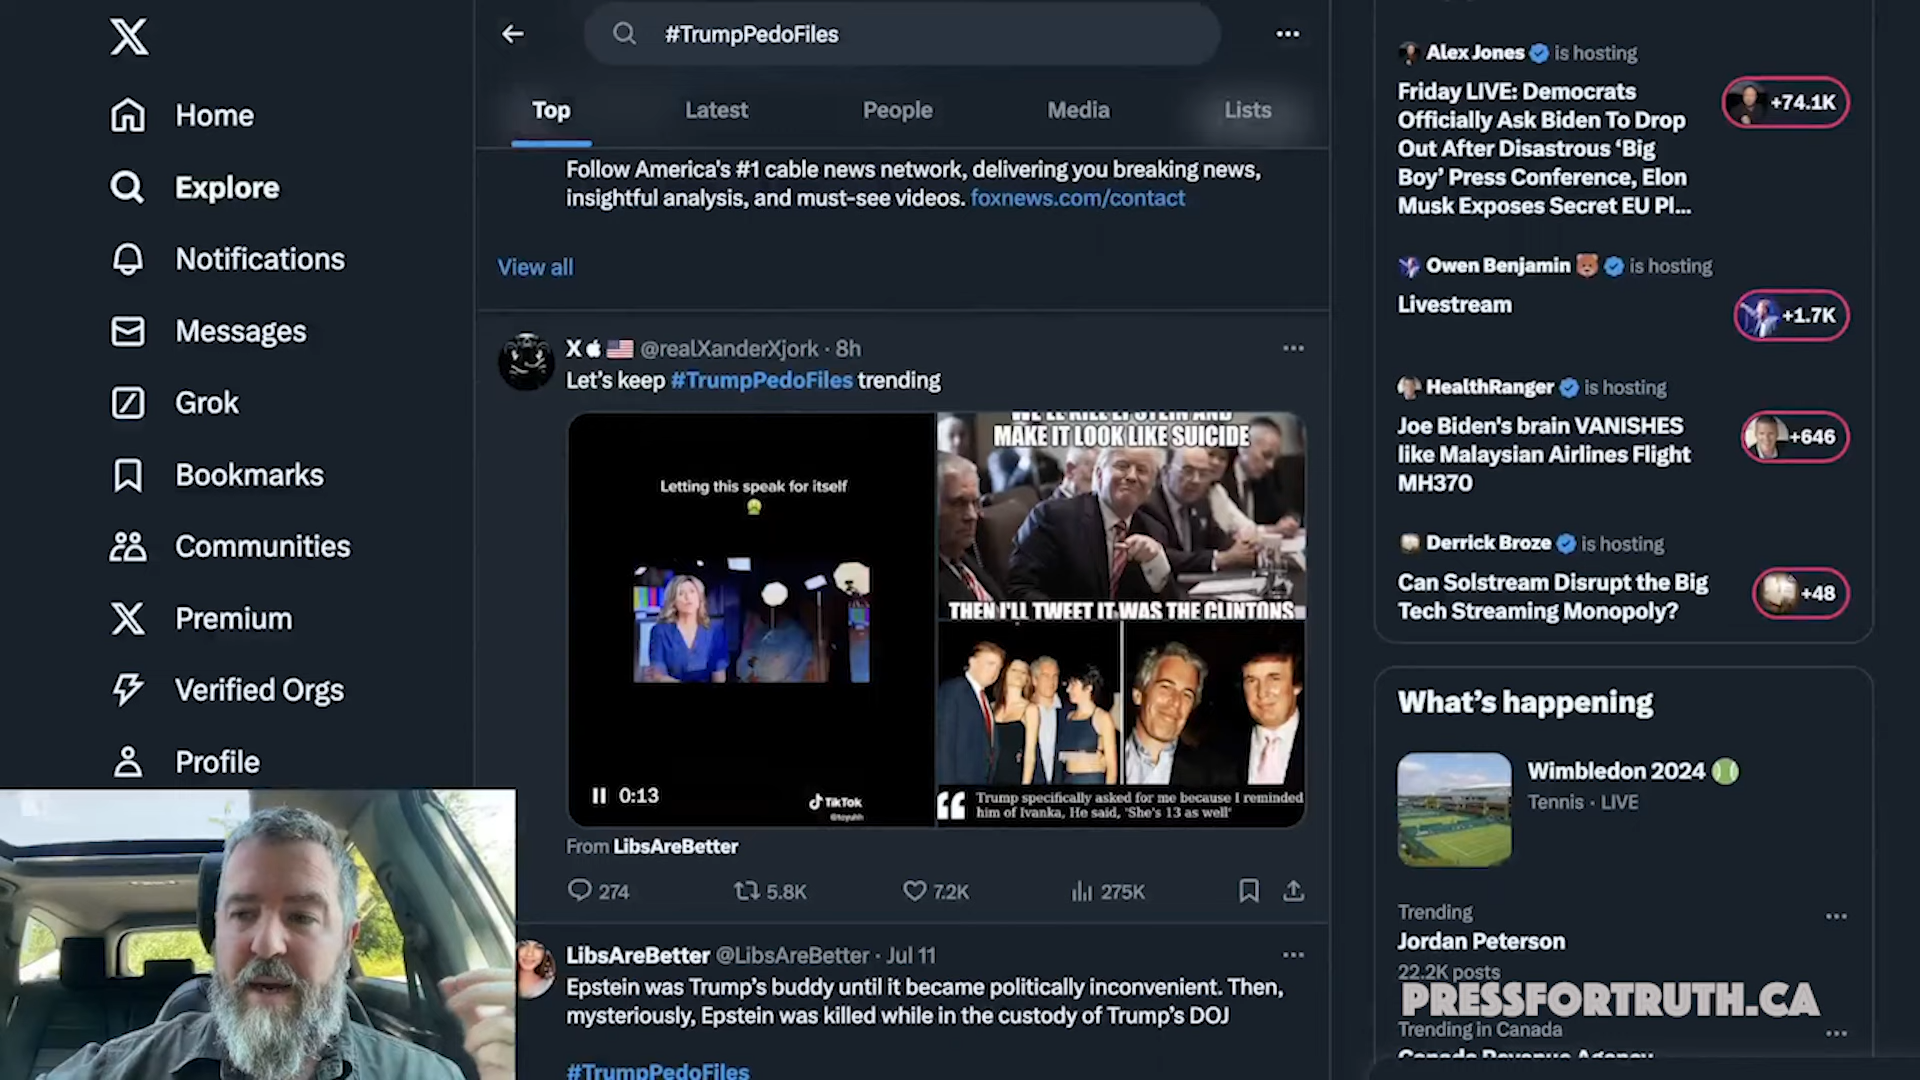 #TrumpPedoFiles
Top
Latest
People
Media
Lists
Home
Explore
Notifications
Messages
Grok
Bookmarks
Communities
Premium
Verified Orgs
Profile
Follow America's #1 cable news network, delivering you breaking news,
insightful analysis, and must-see videos. foxnews.com/contact
View all
X @realXanderXjork · 8h
Let's keep #TrumpPedoFiles trending
Letting this speak for itself
0:13
TikTok
WE'LL KILL EPSTEIN AND
MAKE IT LOOK LIKE SUICIDE
THEN I'LL TWEET IT WAS THE CLINTONS
Trump specifically asked for me because I reminded
him of Ivanka, He said, 'She's 13 as well'
From LibsAreBetter
274
5.8K
7.2K
275K
LibsAreBetter @LibsAreBetter · Jul 11
Epstein was Trump's buddy until it became politically inconvenient. Then,
mysteriously, Epstein was killed while in the custody of Trump's DOJ
#TrumpPedoFiles
Alex Jones is hosting
Friday LIVE: Democrats
Officially Ask Biden To Drop
Out After Disastrous 'Big
Boy' Press Conference, Elon
Musk Exposes Secret EU Pl...
+74.1K
Owen Benjamin is hosting
Livestream
+1.7K
HealthRanger is hosting
Joe Biden's brain VANISHES
like Malaysian Airlines Flight
MH370
+646
Derrick Broze is hosting
Can Solstream Disrupt the Big
Tech Streaming Monopoly?
+48
What's happening
Wimbledon 2024
Tennis · LIVE
Trending
Jordan Peterson
22.2K posts
PRESSFORTRUTH.CA
Trending in Canada
Canada Revenue Agency